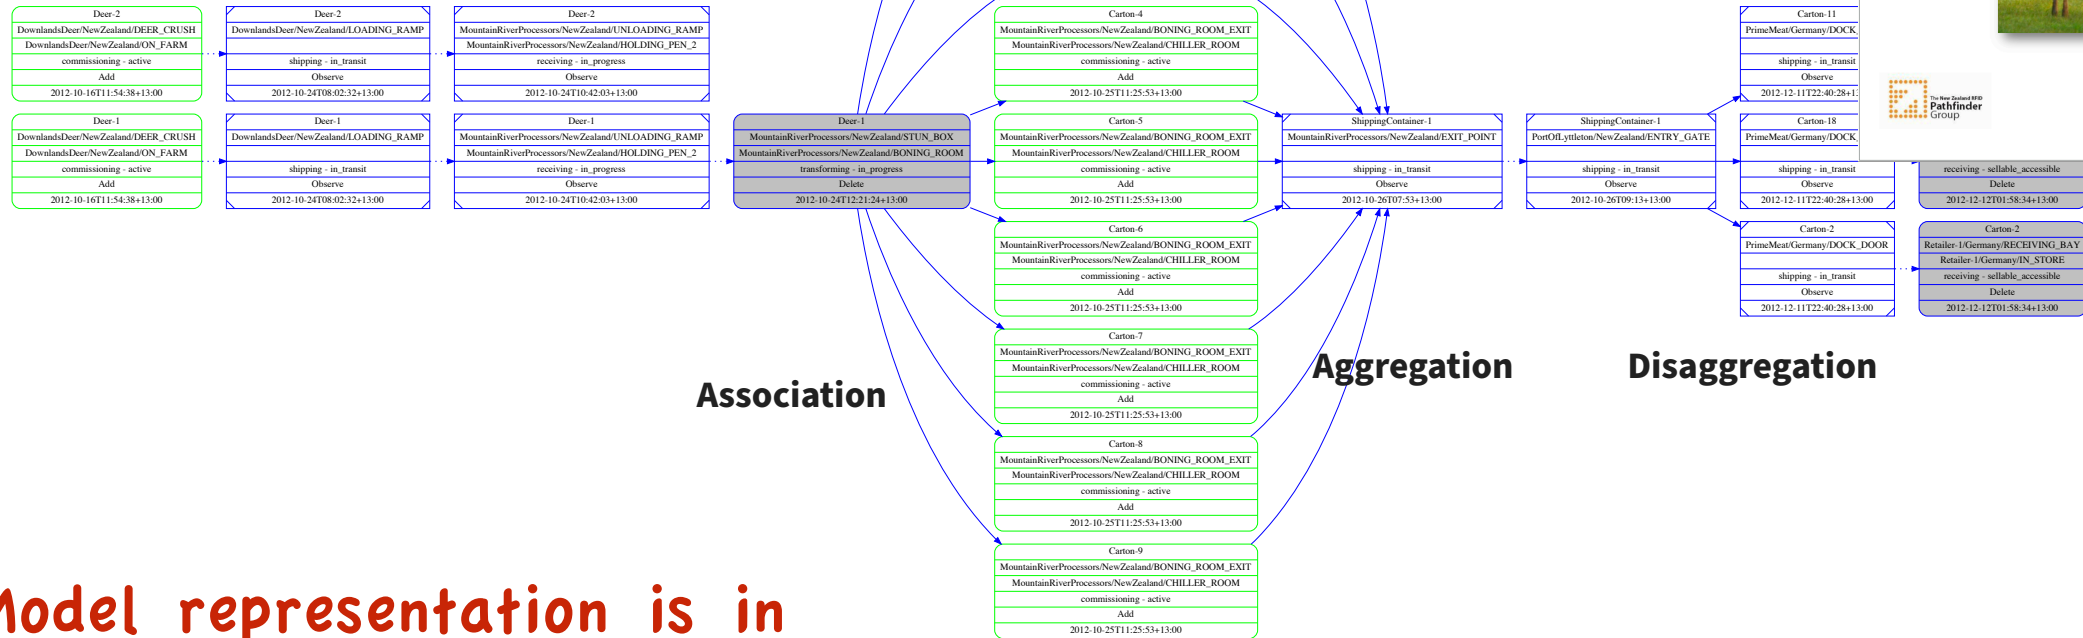 Deer-2
DownlandsDeer/NewZealand/DEER_CRUSH
DownlandsDeer/NewZealand/ON_FARM
commissioning - active
Add
2012-10-16T11:54:38+13:00
Deer-2
DownlandsDeer/NewZealand/LOADING_RAMP
shipping - in_transit
Observe
2012-10-24T08:02:32+13:00
Deer-2
MountainRiverProcessors/NewZealand/UNLOADING_RAMP
MountainRiverProcessors/NewZealand/HOLDING_PEN_2
receiving - in_progress
Observe
2012-10-24T10:42:03+13:00
Carton-4
MountainRiverProcessors/NewZealand/BONING_ROOM_EXIT
MountainRiverProcessors/NewZealand/CHILLER_ROOM
commissioning - active
Add
2012-10-25T11:25:53+13:00
Carton-11
PrimeMeat/Germany/DOCK_
shipping - in_transit
Observe
2012-12-11T22:40:28+1
The New Zealand RFID
Pathfinder
Group
Deer-1
DownlandsDeer/NewZealand/DEER_CRUSH
DownlandsDeer/NewZealand/ON_FARM
commissioning - active
Add
2012-10-16T11:54:38+13:00
Deer-1
DownlandsDeer/NewZealand/LOADING_RAMP
shipping - in_transit
Observe
2012-10-24T08:02:32+13:00
Deer-1
MountainRiverProcessors/NewZealand/UNLOADING_RAMP
MountainRiverProcessors/NewZealand/HOLDING_PEN_2
receiving - in_progress
Observe
2012-10-24T10:42:03+13:00
Deer-1
MountainRiverProcessors/NewZealand/STUN_BOX
MountainRiverProcessors/NewZealand/BONING_ROOM
transforming - in_progress
Delete
2012-10-24T12:21:24+13:00
Carton-5
MountainRiverProcessors/NewZealand/BONING_ROOM_EXIT
MountainRiverProcessors/NewZealand/CHILLER_ROOM
commissioning - active
Add
2012-10-25T11:25:53+13:00
ShippingContainer-1
MountainRiverProcessors/NewZealand/EXIT_POINT
shipping - in_transit
Observe
2012-10-26T07:53+13:00
ShippingContainer-1
PortOfLyttleton/NewZealand/ENTRY_GATE
shipping - in_transit
Observe
2012-10-26T09:13+13:00
Carton-18
PrimeMeat/Germany/DOCK_
shipping - in_transit
Observe
2012-12-11T22:40:28+13:00
receiving - sellable_accessible
Delete
2012-12-12T01:58:34+13:00
Carton-6
MountainRiverProcessors/NewZealand/BONING_ROOM_EXIT
MountainRiverProcessors/NewZealand/CHILLER_ROOM
commissioning - active
Add
2012-10-25T11:25:53+13:00
Carton-2
PrimeMeat/Germany/DOCK_DOOR
shipping - in_transit
Observe
2012-12-11T22:40:28+13:00
Carton-2
Retailer-1/Germany/RECEIVING_BAY
Retailer-1/Germany/IN_STORE
receiving - sellable_accessible
Delete
2012-12-12T01:58:34+13:00
Carton-7
MountainRiverProcessors/NewZealand/BONING_ROOM_EXIT
MountainRiverProcessors/NewZealand/CHILLER_ROOM
commissioning - active
Add
2012-10-25T11:25:53+13:00
Association
Aggregation
Disaggregation
Carton-8
MountainRiverProcessors/NewZealand/BONING_ROOM_EXIT
MountainRiverProcessors/NewZealand/CHILLER_ROOM
commissioning - active
Add
2012-10-25T11:25:53+13:00
Carton-9
MountainRiverProcessors/NewZealand/BONING_ROOM_EXIT
MountainRiverProcessors/NewZealand/CHILLER_ROOM
commissioning - active
Add
2012-10-25T11:25:53+13:00
Model representation is in